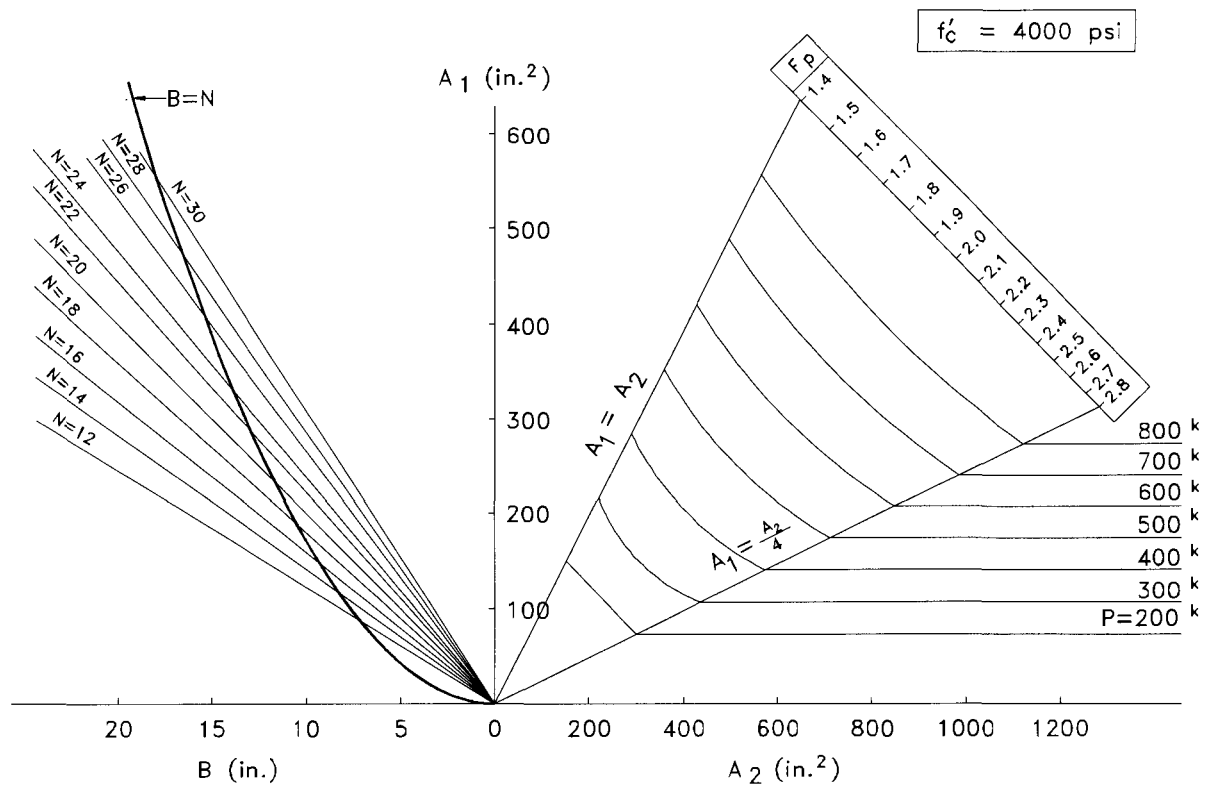 f'c = 4000 psi
A1 (in.²)
B=N
600
500
400
300
200
100
N=24
N=22
N=20
N=18
N=16
N=14
N=12
N=26
N=28
N=30
Fp
1.4
1.5
1.6
1.7
1.8
1.9
2.0
2.1
2.2
2.3
2.4
2.5
2.6
2.7
2.8
A1 = A2
A1 = A2/4
800 k
700 k
600 k
500 k
400 k
300 k
P=200 k
20 15 10 5 0 200 400 600 800 1000 1200
B (in.)
A2 (in.²)